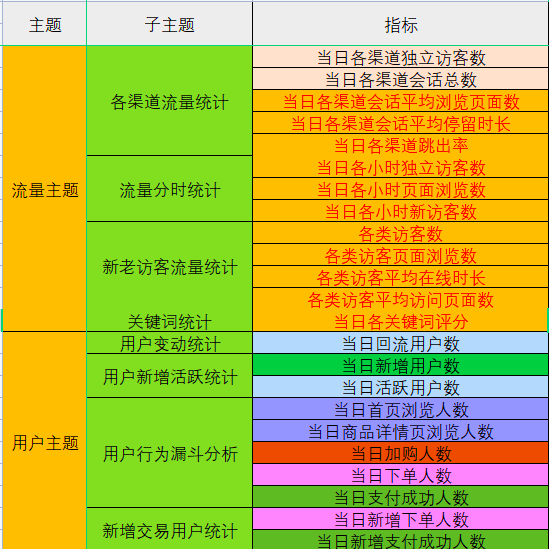 主题 子主题 指标
当日各渠道独立访客数
当日各渠道会话总数
各渠道流量统计 当日各渠道会话平均浏览页面数
当日各渠道会话平均停留时长
当日各渠道跳出率
当日各小时独立访客数
流量主题 流量分时统计 当日各小时页面浏览数
当日各小时新访客数
各类访客数
新老访客流量统计 各类访客页面浏览数
各类访客平均在线时长
各类访客平均访问页面数
关键词统计 当日各关键词评分
用户变动统计 当日回流用户数
用户新增活跃统计 当日新增用户数
当日活跃用户数
当日首页浏览人数
当日商品详情页浏览人数
用户主题 用户行为漏斗分析 当日加购人数
当日下单人数
当日支付成功人数
新增交易用户统计 当日新增下单人数
当日新增支付成功人数